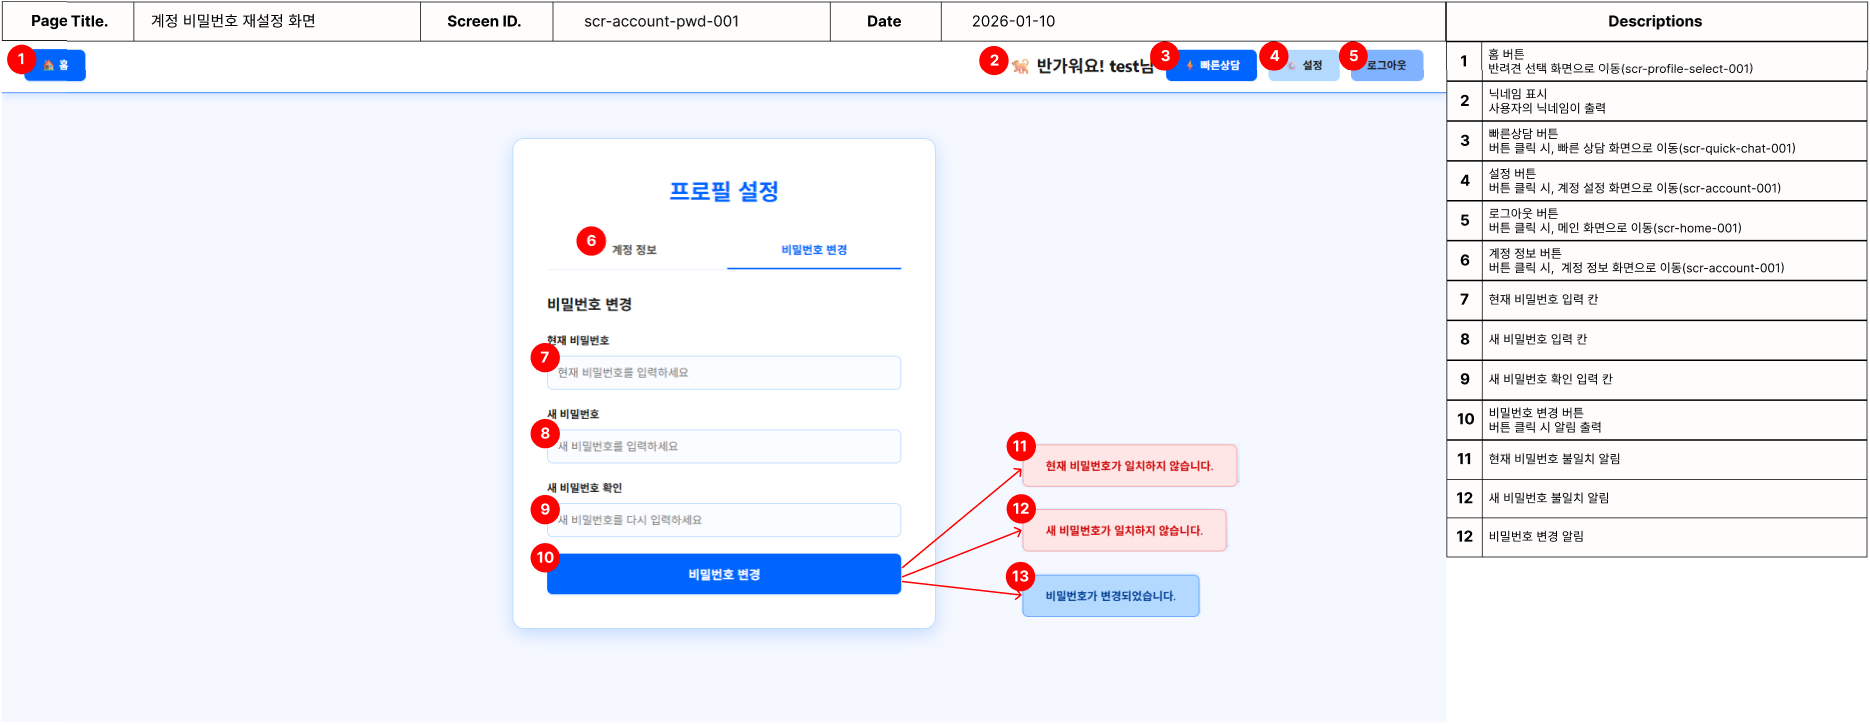 Page Title.
계정 비밀번호 재설정 화면
Screen ID.
scr-account-pwd-001
Date
2026-01-10
1
홈
2
반가워요! test님
3
빠른상담
4
설정
5
로그아웃
프로필 설정
6
계정 정보
비밀번호 변경
비밀번호 변경
현재 비밀번호
7
현재 비밀번호를 입력하세요
새 비밀번호
8
새 비밀번호를 입력하세요
새 비밀번호 확인
9
새 비밀번호를 다시 입력하세요
10
비밀번호 변경
11
현재 비밀번호가 일치하지 않습니다.
12
새 비밀번호가 일치하지 않습니다.
13
비밀번호가 변경되었습니다.
Descriptions
1
홈 버튼
반려견 선택 화면으로 이동(scr-profile-select-001)
2
닉네임 표시
사용자의 닉네임이 출력
3
빠른상담 버튼
버튼 클릭 시, 빠른 상담 화면으로 이동(scr-quick-chat-001)
4
설정 버튼
버튼 클릭 시, 계정 설정 화면으로 이동(scr-account-001)
5
로그아웃 버튼
버튼 클릭 시, 메인 화면으로 이동(scr-home-001)
6
계정 정보 버튼
버튼 클릭 시, 계정 정보 화면으로 이동(scr-account-001)
7
현재 비밀번호 입력 칸
8
새 비밀번호 입력 칸
9
새 비밀번호 확인 입력 칸
10
비밀번호 변경 버튼
버튼 클릭 시 알림 출력
11
현재 비밀번호 불일치 알림
12
새 비밀번호 불일치 알림
12
비밀번호 변경 알림